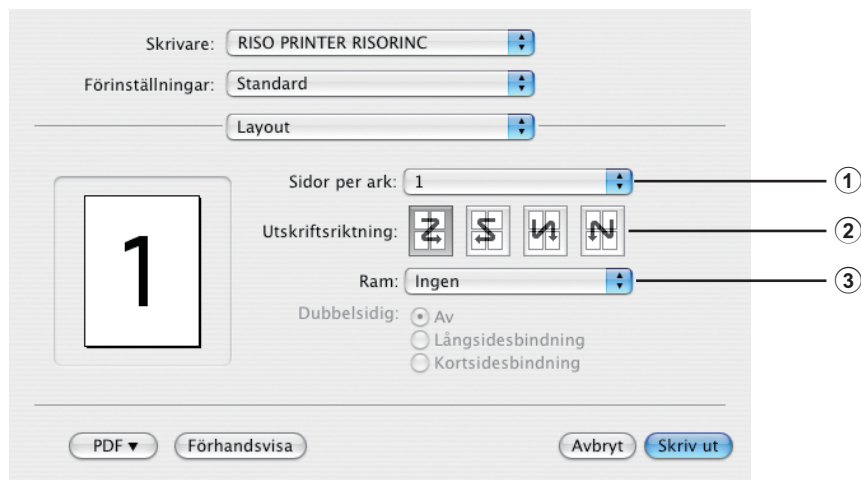 Skrivare: RISO PRINTER RISORINC
Förinställningar: Standard
Layout
Sidor per ark: 1 ①
1
Utskriftsriktning: ②
Ram: Ingen ③
Dubbelsidig: Av
Långsidesbindning
Kortsidesbindning
PDF▼ Förhandsvisa Avbryt Skriv ut